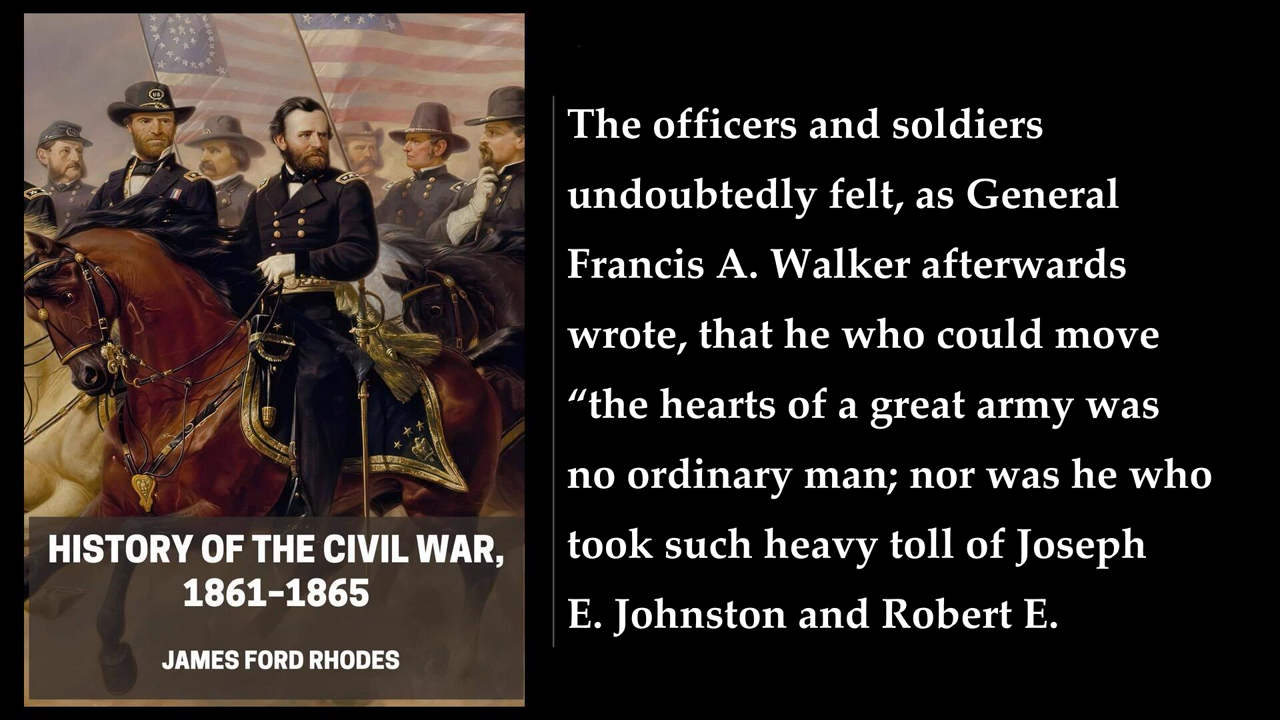 HISTORY OF THE CIVIL WAR,
1861–1865
JAMES FORD RHODES
The officers and soldiers
undoubtedly felt, as General
Francis A. Walker afterwards
wrote, that he who could move
“the hearts of a great army was
no ordinary man; nor was he who
took such heavy toll of Joseph
E. Johnston and Robert E.